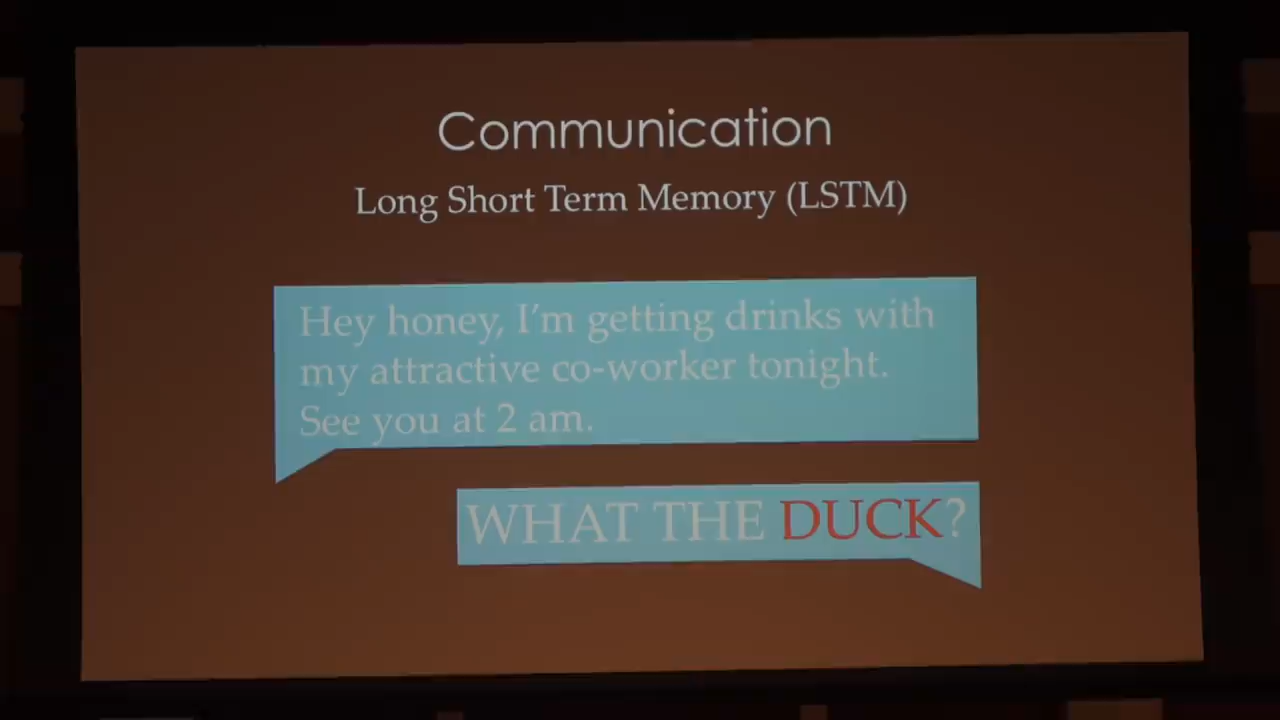 Communication
Long Short Term Memory (LSTM)
Hey honey, I'm getting drinks with
my attractive co-worker tonight.
See you at 2 am.
WHAT THE DUCK?